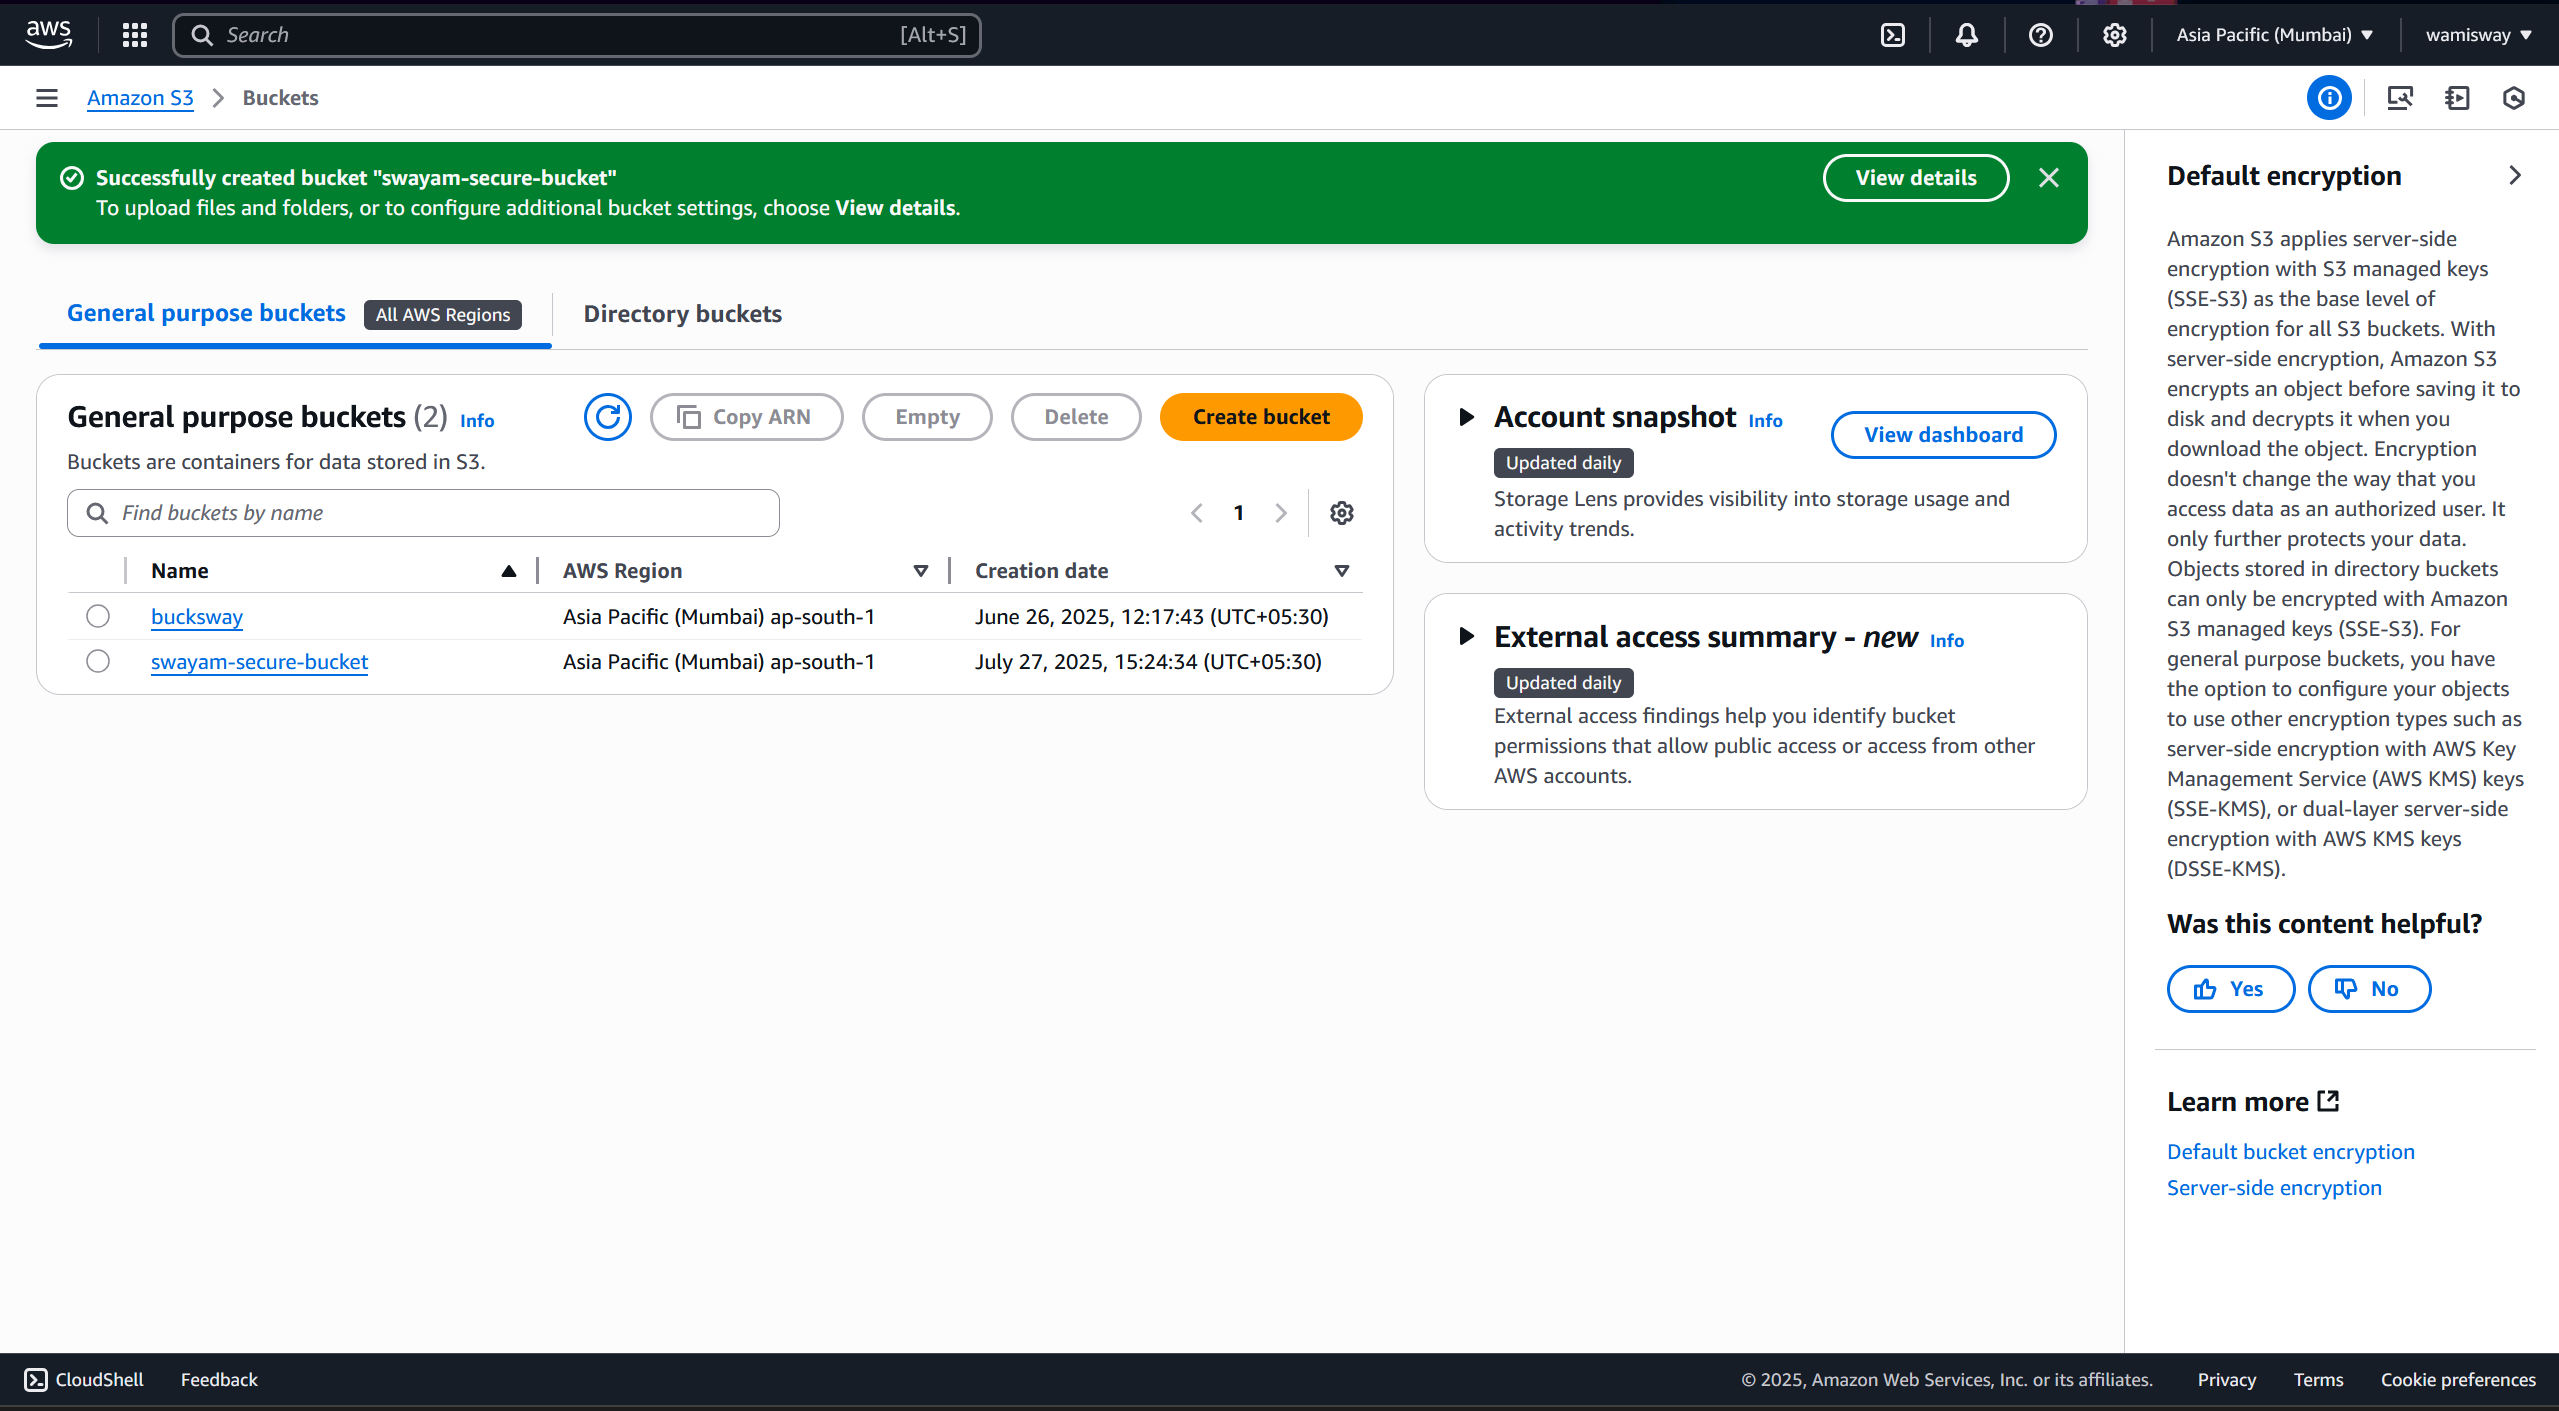 aws
Search [Alt+S]
Asia Pacific (Mumbai)
wamisway
Amazon S3 > Buckets
Successfully created bucket "swayam-secure-bucket"
To upload files and folders, or to configure additional bucket settings, choose View details.
View details
General purpose buckets All AWS Regions
Directory buckets
General purpose buckets (2) Info
Copy ARN
Empty
Delete
Create bucket
Buckets are containers for data stored in S3.
Find buckets by name
1
Name AWS Region Creation date
bucksway Asia Pacific (Mumbai) ap-south-1 June 26, 2025, 12:17:43 (UTC+05:30)
swayam-secure-bucket Asia Pacific (Mumbai) ap-south-1 July 27, 2025, 15:24:34 (UTC+05:30)
Account snapshot Info
View dashboard
Updated daily
Storage Lens provides visibility into storage usage and
activity trends.
External access summary - new Info
Updated daily
External access findings help you identify bucket
permissions that allow public access or access from other
AWS accounts.
Default encryption
Amazon S3 applies server-side
encryption with S3 managed keys
(SSE-S3) as the base level of
encryption for all S3 buckets. With
server-side encryption, Amazon S3
encrypts an object before saving it to
disk and decrypts it when you
download the object. Encryption
doesn't change the way that you
access data as an authorized user. It
only further protects your data.
Objects stored in directory buckets
can only be encrypted with Amazon
S3 managed keys (SSE-S3). For
general purpose buckets, you have
the option to configure your objects
to use other encryption types such as
server-side encryption with AWS Key
Management Service (AWS KMS) keys
(SSE-KMS), or dual-layer server-side
encryption with AWS KMS keys
(DSSE-KMS).
Was this content helpful?
Yes
No
Learn more
Default bucket encryption
Server-side encryption
CloudShell
Feedback
© 2025, Amazon Web Services, Inc. or its affiliates.
Privacy
Terms
Cookie preferences